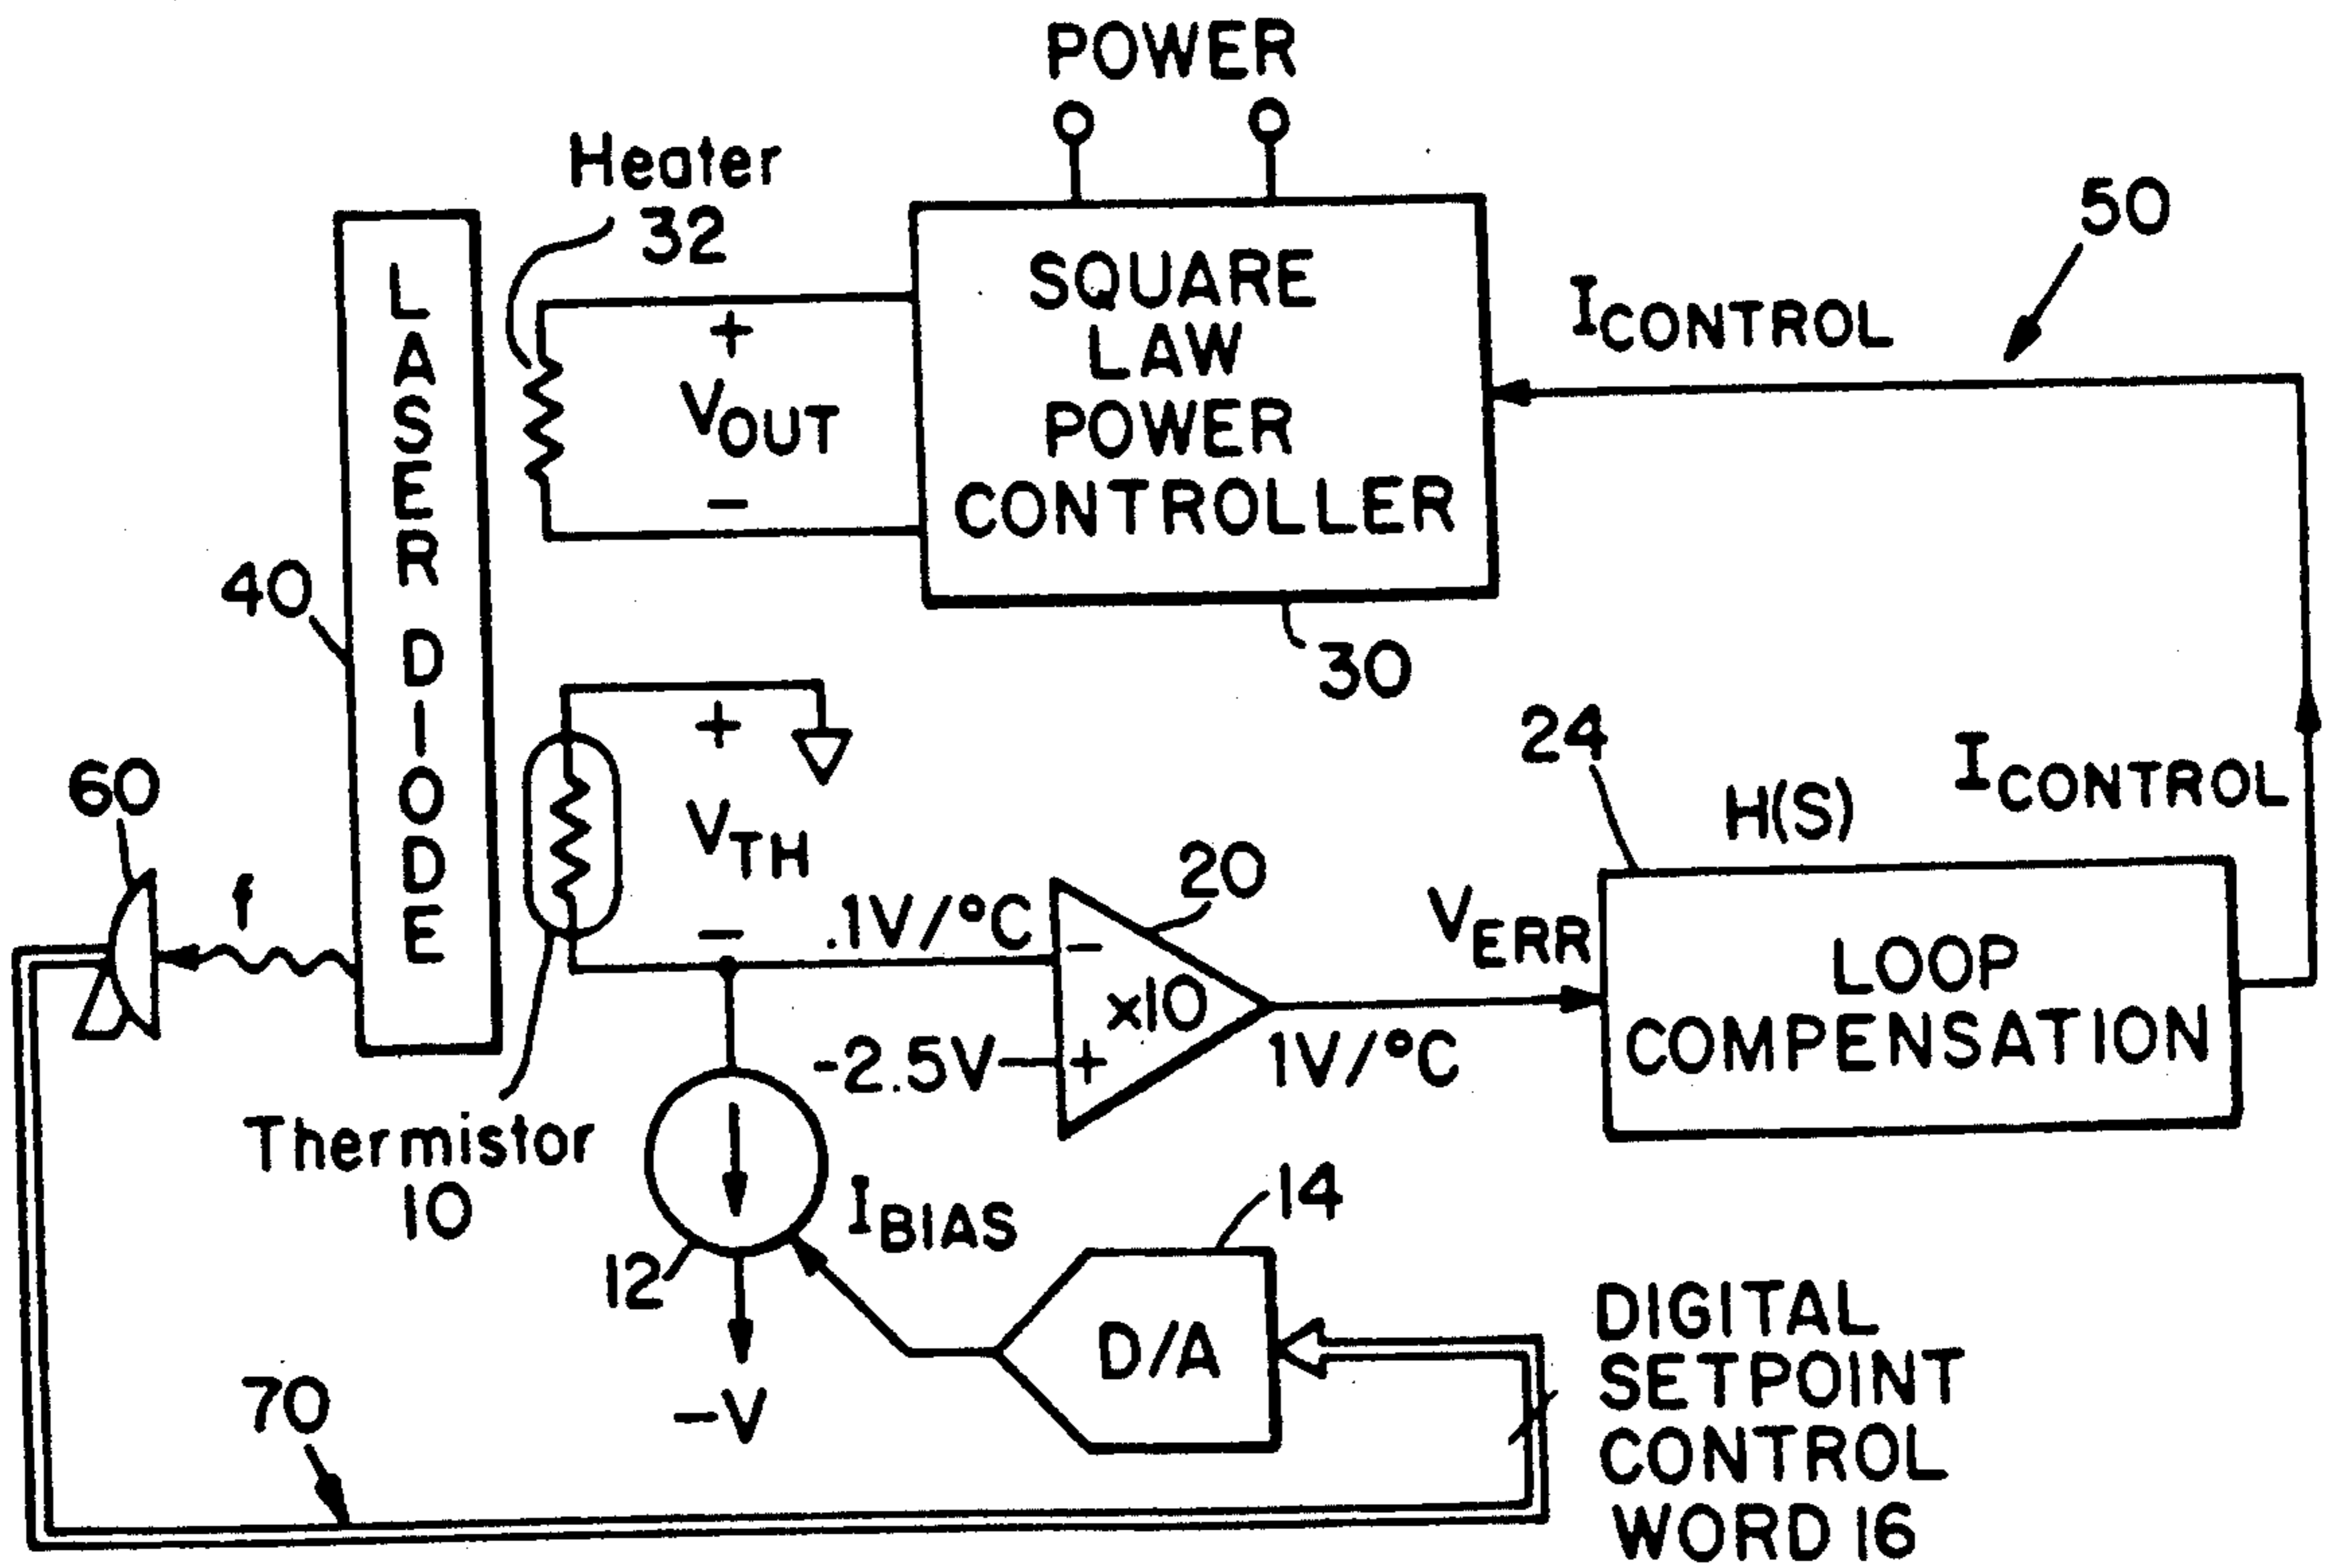 POWER
Heater
32
50
SQUARE
LAW
POWER
CONTROLLER
+
VOUT
−
ICONTROL
LASER DIODE
40
30
24
H(S)
ICONTROL
60
f
+
VTH
−
.1V/°C
20
−
x10
+
-2.5V
1V/°C
VERR
LOOP
COMPENSATION
Thermistor
10
12
IBIAS
14
D/A
−V
70
DIGITAL
SETPOINT
CONTROL
WORD 16